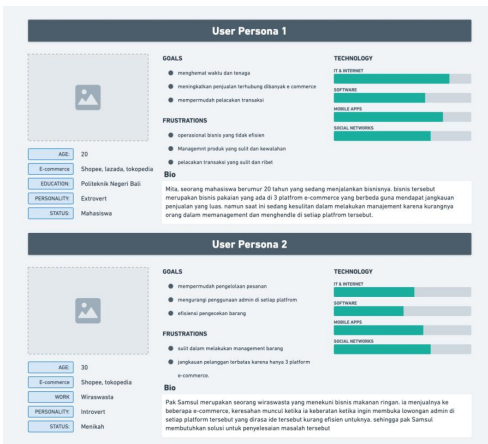 User Persona 1
GOALS
menghemat waktu dan tenaga
meningkatkan penjualan terhubung dibanyak e commerce
mempermudah pelacakan transaksi
FRUSTRATIONS
operasional bisnis yang tidak efisien
Managemnt produk yang sulit dan kewalahan
pelacakan transaksi yang sulit dan ribet
TECHNOLOGY
IT & INTERNET
SOFTWARE
MOBILE APPS
SOCIAL NETWORKS
AGE: 20
E-commerce Shopee, lazada, tokopedia
EDUCATION: Politeknik Negeri Bali
PERSONALITY: Extrovert
STATUS: Mahasiswa
Bio
Mita, seorang mahasiswa berumur 20 tahun yang sedang menjalankan bisnisnya. bisnis tersebut
merupakan bisnis pakaian yang ada di 3 platfrom e-commerce yang berbeda guna mendapat jangkauan
penjualan yang luas. namun saat ini sedang kesulitan dalam melakukan manajement karena kurangnya
orang dalam memanagement dan menghendle di setiap platfrom tersebut.
User Persona 2
GOALS
mempermudah pengelolaan pesanan
mengurangi penggunaan admin di setiap platfrom
efisiensi pengecekan barang
FRUSTRATIONS
sulit dalam melakukan management barang
jangkauan pelanggan terbatas karena hanya 3 platform
e-commerce.
TECHNOLOGY
IT & INTERNET
SOFTWARE
MOBILE APPS
SOCIAL NETWORKS
AGE: 30
E-commerce Shopee, tokopedia
WORK Wiraswasta
PERSONALITY: Introvert
STATUS: Menikah
Bio
Pak Samsul merupakan seorang wiraswasta yang menekuni bisnis makanan ringan. ia menjualnya ke
beberapa e-commerce, keresahan muncul ketika ia keberatan ketika ingin membuka lowongan admin di
setiap platform tersebut yang dirasa ide tersebut kurang efisien untuknya. sehingga pak Samsul
membutuhkan solusi untuk penyelesaian masalah tersebut